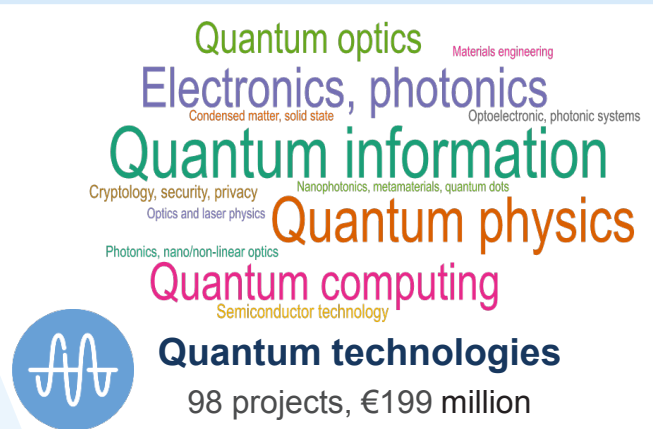 Quantum optics
Materials engineering
Electronics, photonics
Condensed matter, solid state
Optoelectronic, photonic systems
Quantum information
Nanophotonics, metamaterials, quantum dots
Cryptology, security, privacy
Optics and laser physics
Quantum physics
Photonics, nano/non-linear optics
Quantum computing
Semiconductor technology
Quantum technologies
98 projects, €199 million